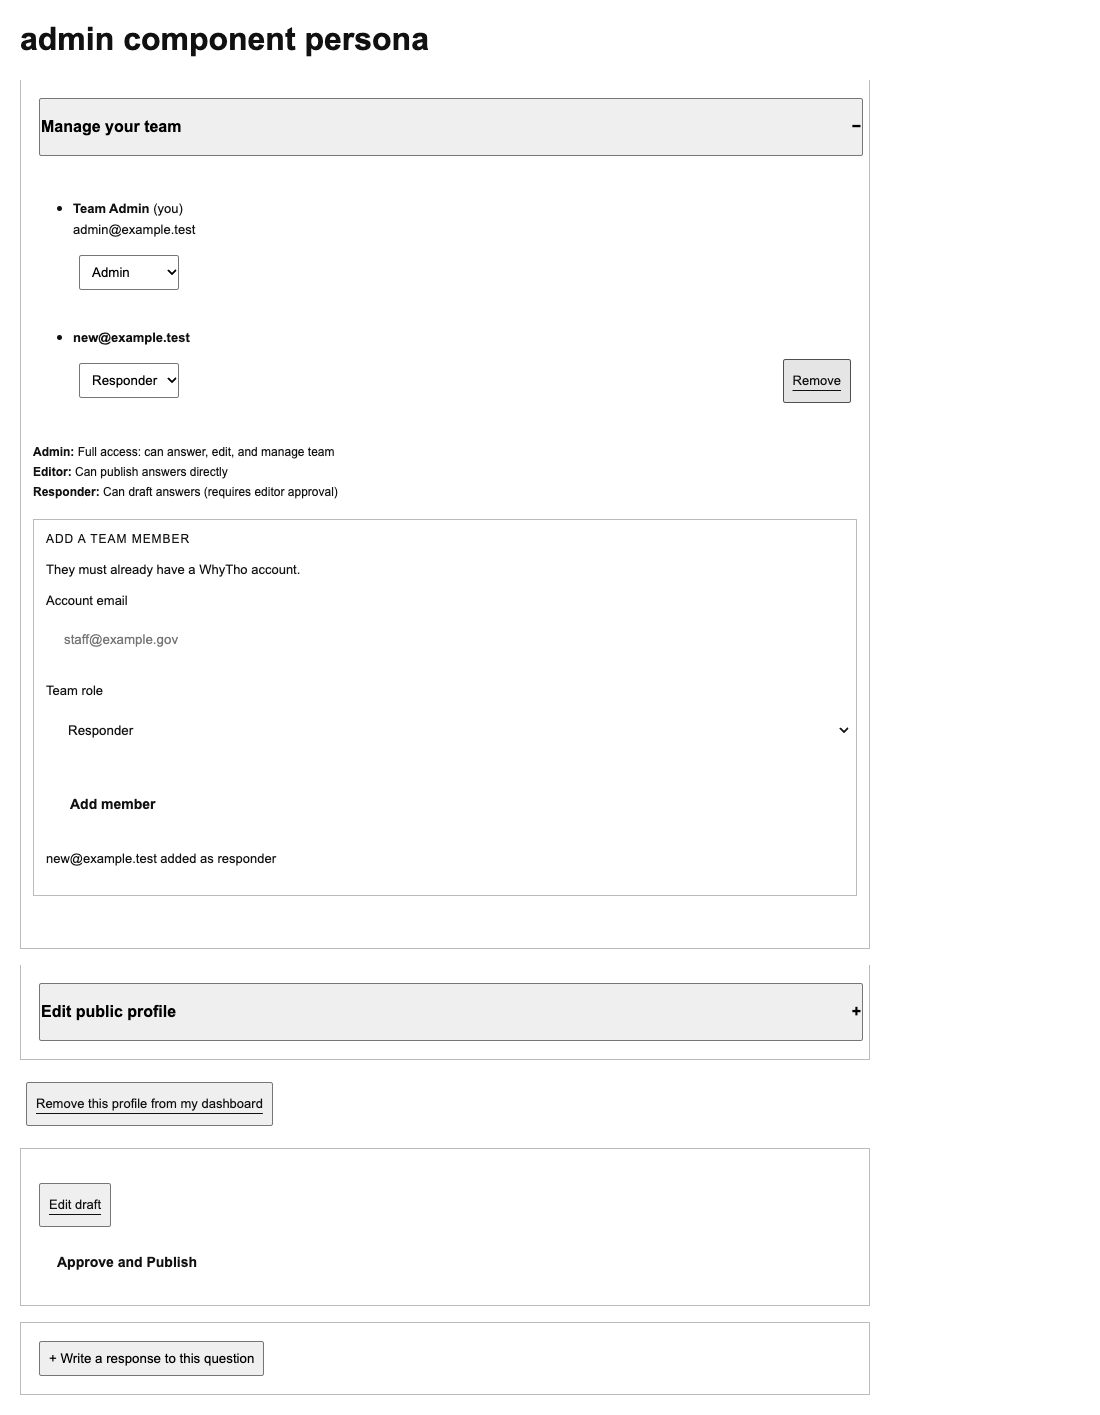 admin component persona
Manage your team −
Team Admin (you)
admin@example.test
Admin
new@example.test
Responder
Remove
Admin: Full access: can answer, edit, and manage team
Editor: Can publish answers directly
Responder: Can draft answers (requires editor approval)
ADD A TEAM MEMBER
They must already have a WhyTho account.
Account email
staff@example.gov
Team role
Responder
Add member
new@example.test added as responder
Edit public profile +
Remove this profile from my dashboard
Edit draft
Approve and Publish
+ Write a response to this question